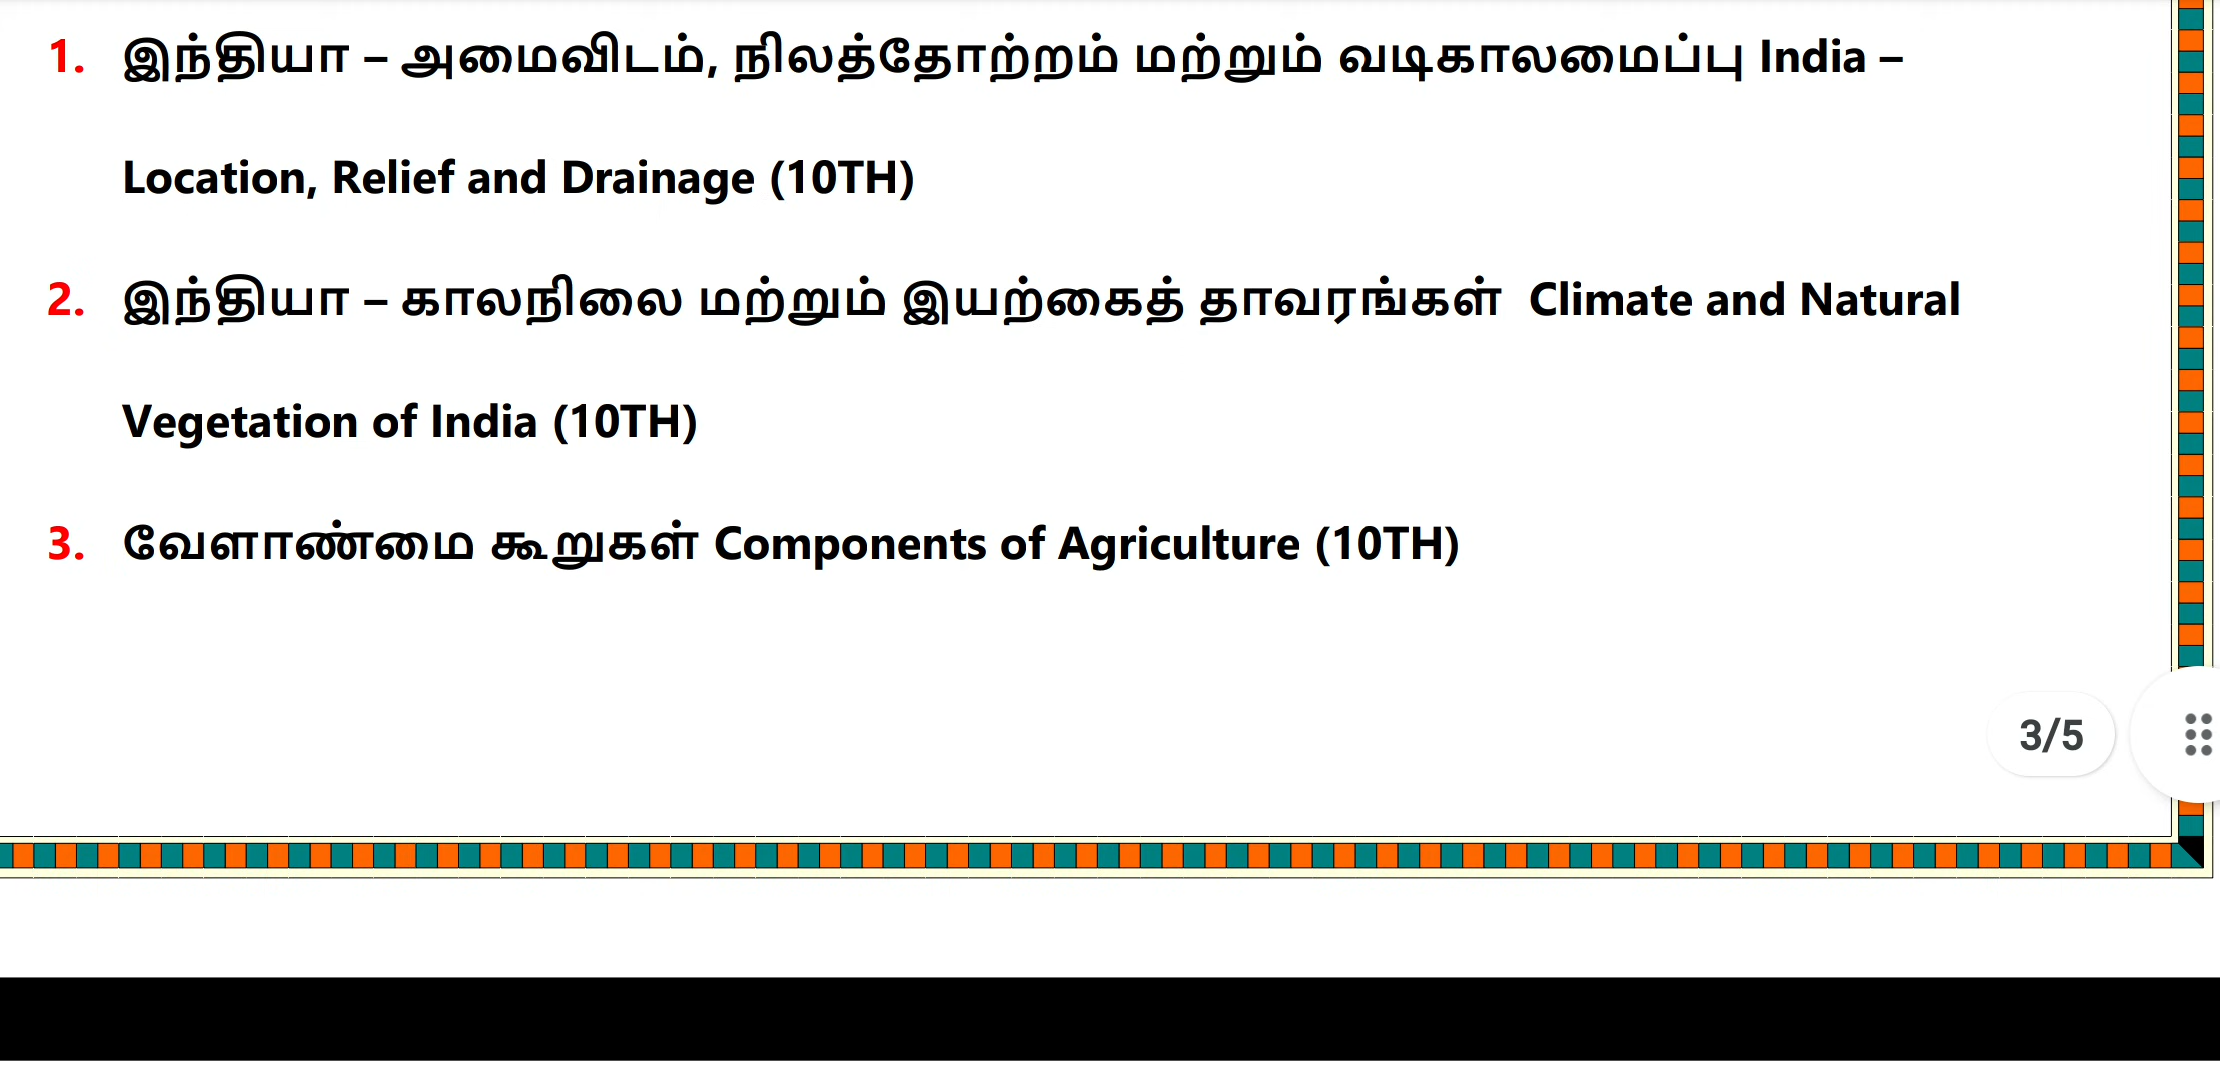 1. இந்தியா – அமைவிடம், நிலத்தோற்றம் மற்றும் வடிகாலமைப்பு India –
Location, Relief and Drainage (10TH)
2. இந்தியா – காலநிலை மற்றும் இயற்கைத் தாவரங்கள் Climate and Natural
Vegetation of India (10TH)
3. வேளாண்மை கூறுகள் Components of Agriculture (10TH)
3/5